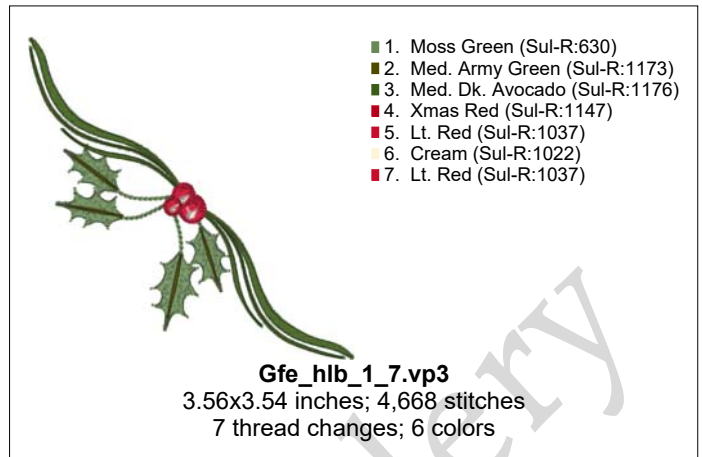 1. Moss Green (Sul-R:630)
2. Med. Army Green (Sul-R:1173)
3. Med. Dk. Avocado (Sul-R:1176)
4. Xmas Red (Sul-R:1147)
5. Lt. Red (Sul-R:1037)
6. Cream (Sul-R:1022)
7. Lt. Red (Sul-R:1037)
Gfe_hlb_1_7.vp3
3.56x3.54 inches; 4,668 stitches
7 thread changes; 6 colors